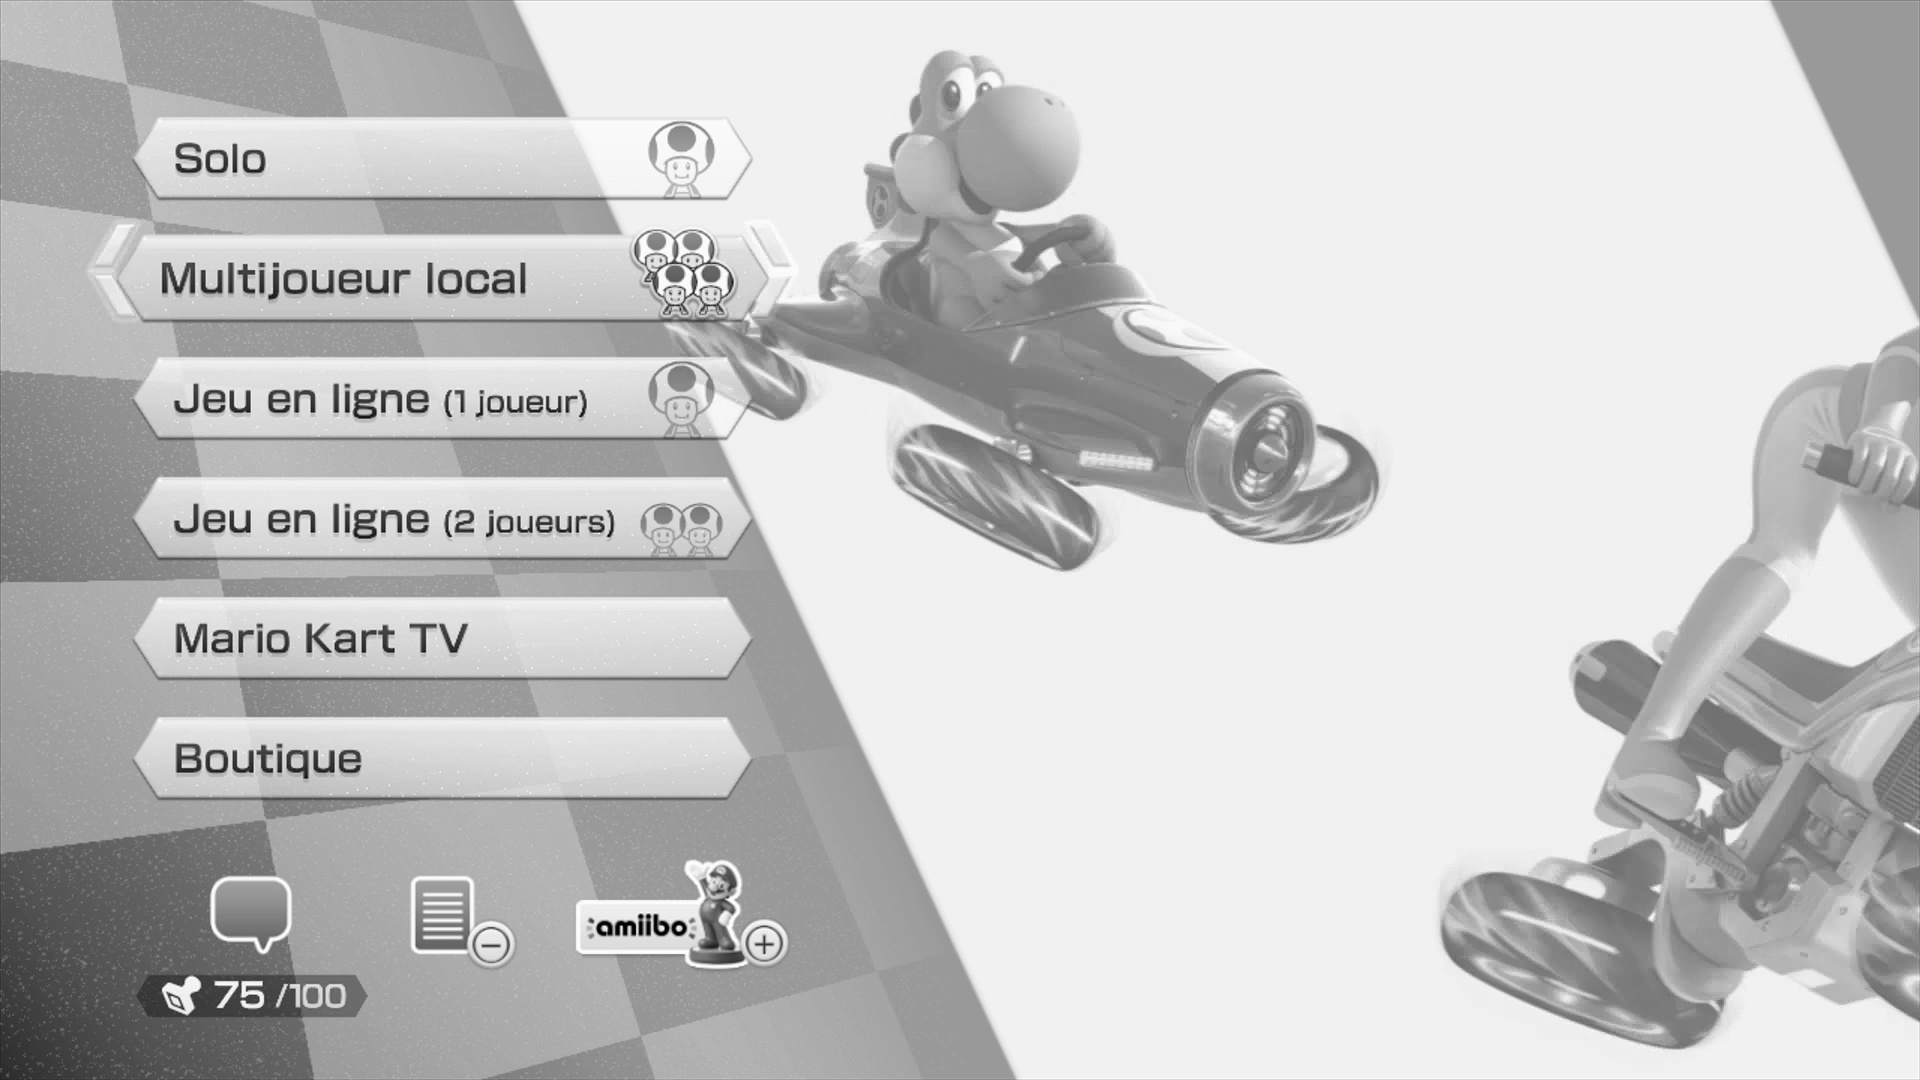 Solo
Multijoueur local
Jeu en ligne (1 joueur)
Jeu en ligne (2 joueurs)
Mario Kart TV
Boutique
amiibo
75/100